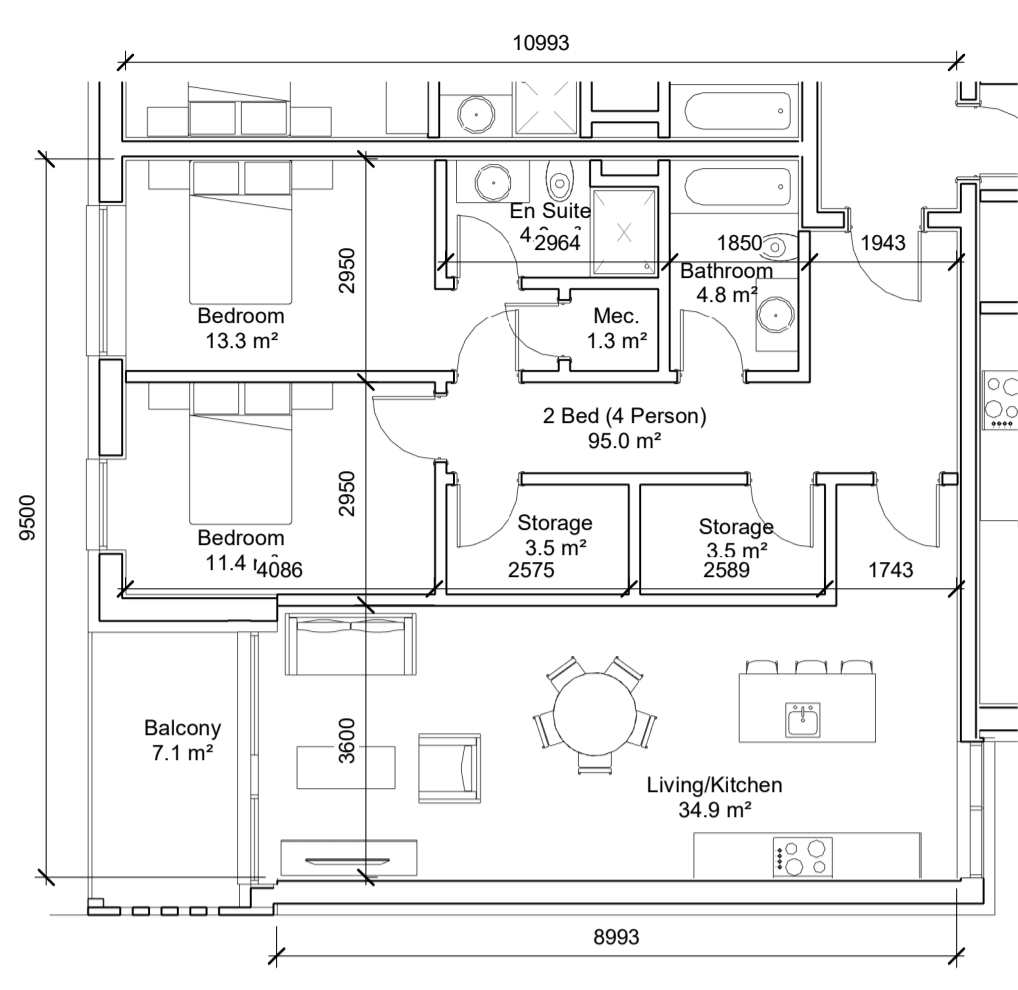 10993
En Suite
2964
1850
1943
Bathroom
4.8 m²
2950
Bedroom
13.3 m²
Mec.
1.3 m²
2 Bed (4 Person)
95.0 m²
9500
2950
Bedroom
11.4
4086
Storage
3.5 m²
2575
Storage
3.5 m²
2589
1743
Balcony
7.1 m²
3600
Living/Kitchen
34.9 m²
8993